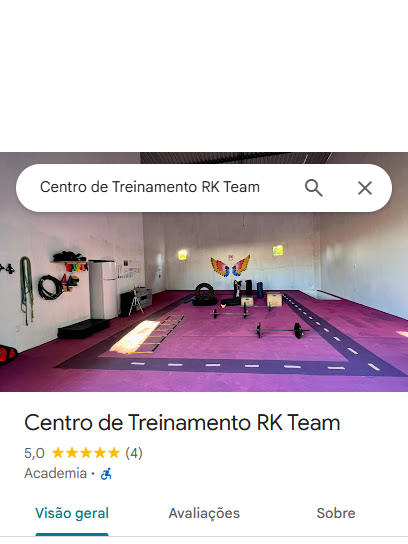 Centro de Treinamento RK Team
Centro de Treinamento RK Team
5,0 ★★★★★ (4)
Academia ·
Visão geral
Avaliações
Sobre